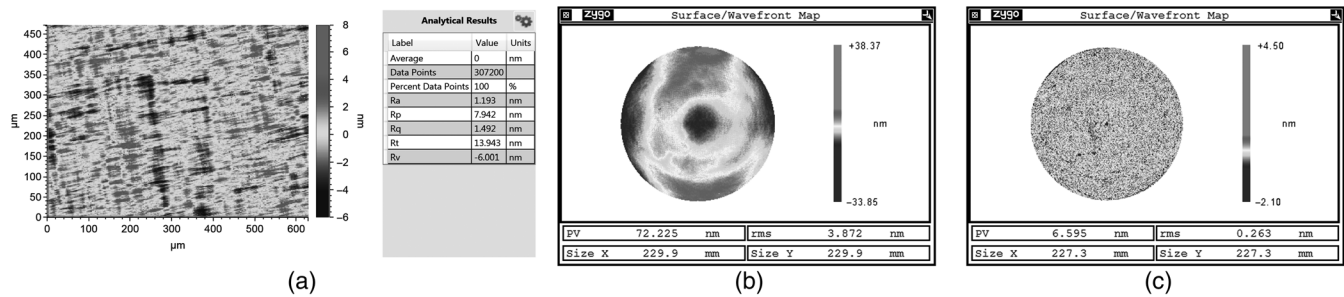 450
400
350
300
250
200
150
100
50
0
µm
0 100 200 300 400 500 600
µm
8
6
4
2
0
−2
−4
−6
nm
Analytical Results
Label Value Units
Average 0 nm
Data Points 307200
Percent Data Points 100 %
Ra 1.193 nm
Rp 7.942 nm
Rq 1.492 nm
Rt 13.943 nm
Rv -6.001 nm
(a)
zygo Surface/Wavefront Map
+38.37
nm
−33.85
PV 72.225 nm rms 3.872 nm
Size X 229.9 mm Size Y 229.9 mm
(b)
zygo Surface/Wavefront Map
+4.50
nm
−2.10
PV 6.595 nm rms 0.263 nm
Size X 227.3 mm Size Y 227.3 mm
(c)